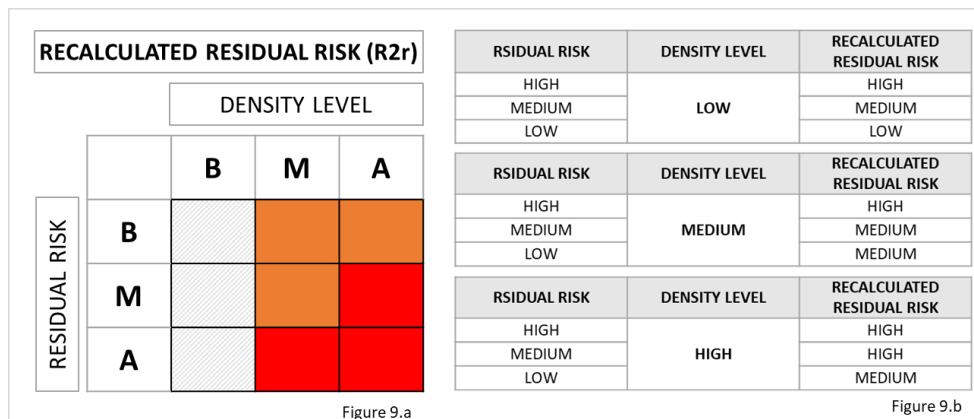 RECALCULATED RESIDUAL RISK (R2r)
DENSITY LEVEL
B M A
RESIDUAL RISK
B
M
A
Figure 9.a
RSIDUAL RISK DENSITY LEVEL RECALCULATED
RESIDUAL RISK
HIGH HIGH
MEDIUM LOW MEDIUM
LOW LOW
RSIDUAL RISK DENSITY LEVEL RECALCULATED
RESIDUAL RISK
HIGH HIGH
MEDIUM MEDIUM MEDIUM
LOW MEDIUM
RSIDUAL RISK DENSITY LEVEL RECALCULATED
RESIDUAL RISK
HIGH HIGH
MEDIUM HIGH HIGH
LOW MEDIUM
Figure 9.b